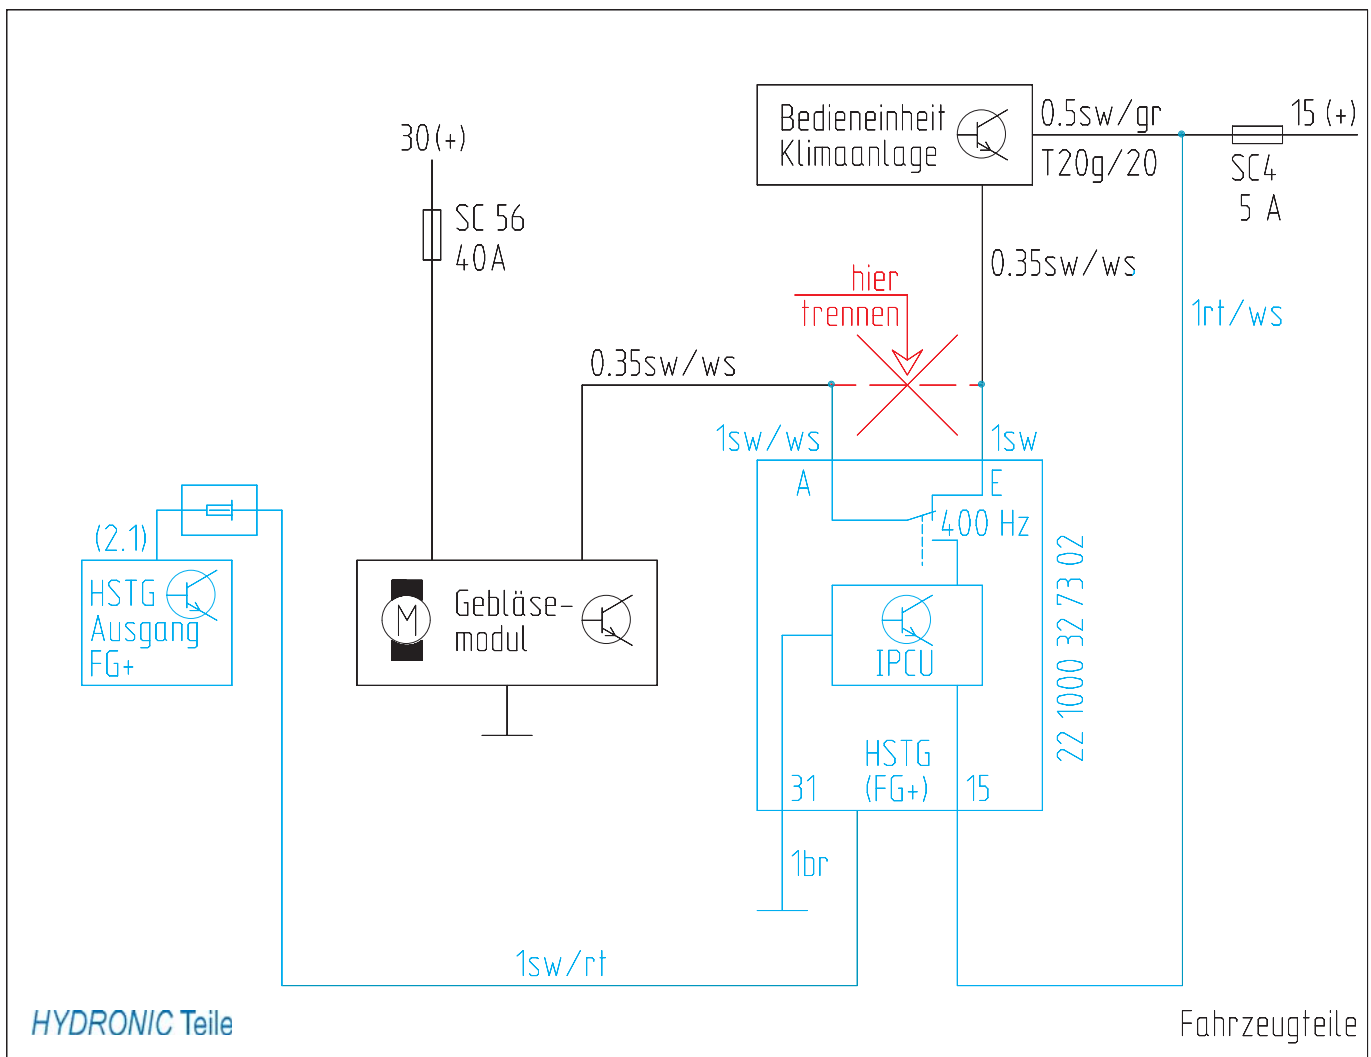 Bedieneinheit
Klimaanlage
0.5sw/gr
T20g/20
15 (+)
SC4
5 A
30(+)
SC 56
40A
0.35sw/ws
hier
trennen
1rt/ws
0.35sw/ws
1sw/ws
1sw
A
E
400 Hz
(2.1)
HSTG
Ausgang
FG+
M
Gebläse-
modul
IPCU
22 1000 32 73 02
HSTG
(FG+)
31
15
1br
1sw/rt
HYDRONIC Teile
Fahrzeugteile